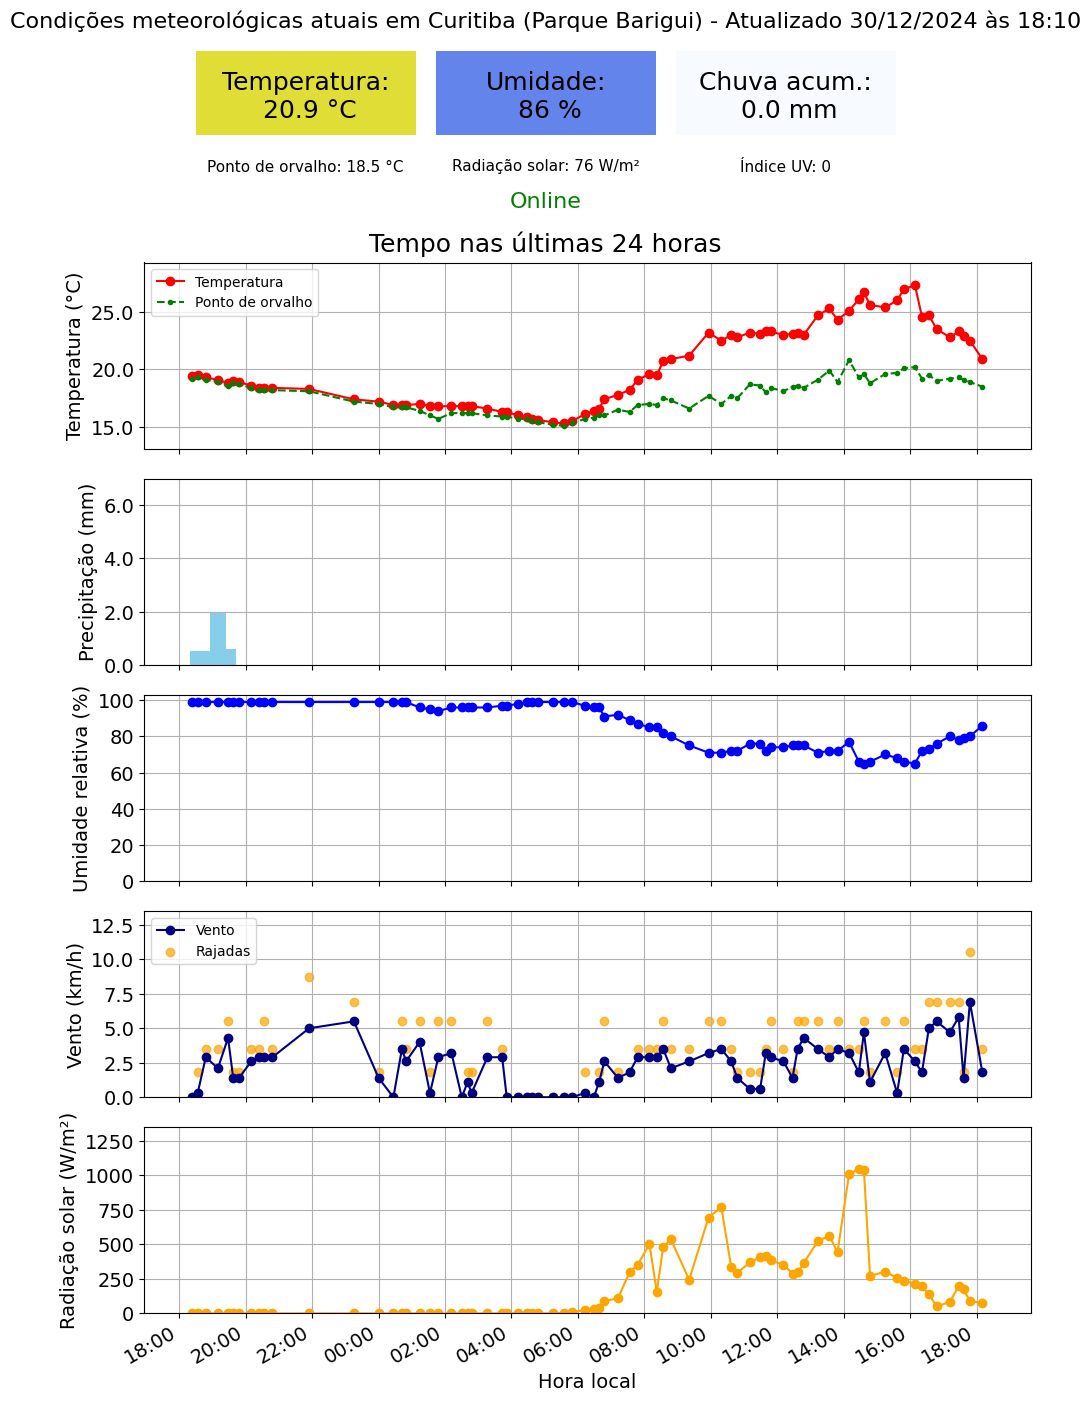 Condições meteorológicas atuais em Curitiba (Parque Barigui) - Atualizado 30/12/2024 às 18:10
Temperatura:
20.9 °C
Umidade:
86 %
Chuva acum.:
0.0 mm
Ponto de orvalho: 18.5 °C
Radiação solar: 76 W/m²
Índice UV: 0
Online
Tempo nas últimas 24 horas
Temperatura (°C)
25.0
20.0
15.0
Temperatura
Ponto de orvalho
Precipitação (mm)
6.0
4.0
2.0
0.0
Umidade relativa (%)
100
80
60
40
20
0
Vento (km/h)
12.5
10.0
7.5
5.0
2.5
0.0
Vento
Rajadas
Radiação solar (W/m²)
1250
1000
750
500
250
0
18:00
20:00
22:00
00:00
02:00
04:00
06:00
08:00
10:00
12:00
14:00
16:00
18:00
Hora local